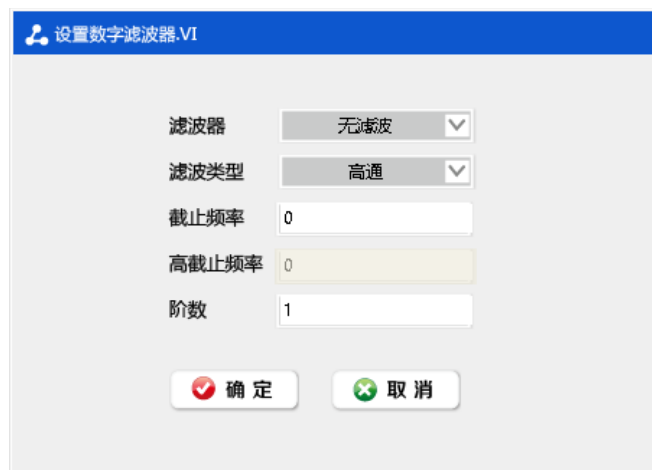 设置数字滤波器.VI
滤波器 无滤波
滤波类型 高通
截止频率 0
高截止频率 0
阶数 1
确定 取消